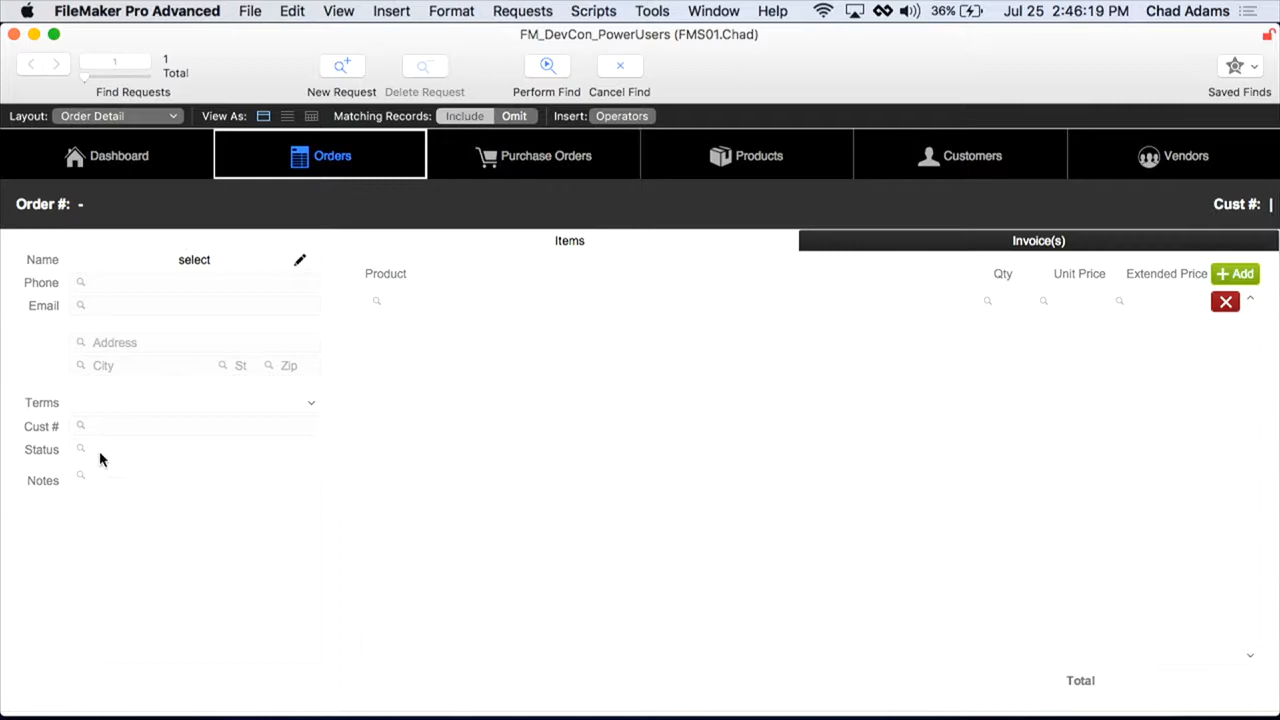 FileMaker Pro Advanced File Edit View Insert Format Requests Scripts Tools Window Help 36% Jul 25 2:46:19 PM Chad Adams
FM_DevCon_PowerUsers (FMS01.Chad)
1 1
Total
Find Requests New Request Delete Request Perform Find Cancel Find Saved Finds
Layout: Order Detail View As: Matching Records: Include Omit Insert: Operators
Dashboard Orders Purchase Orders Products Customers Vendors
Order #: - Cust #:
Items Invoice(s)
Name select
Product Qty Unit Price Extended Price + Add
Phone
Email
Address
City St Zip
Terms
Cust #
Status
Notes
Total